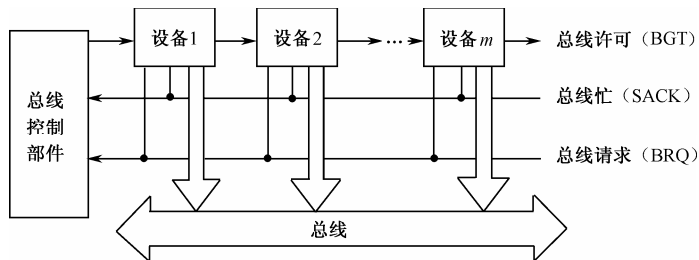 设备1
设备2
…
设备m
总线许可（BGT）
总线控制部件
总线忙（SACK）
总线请求（BRQ）
总线